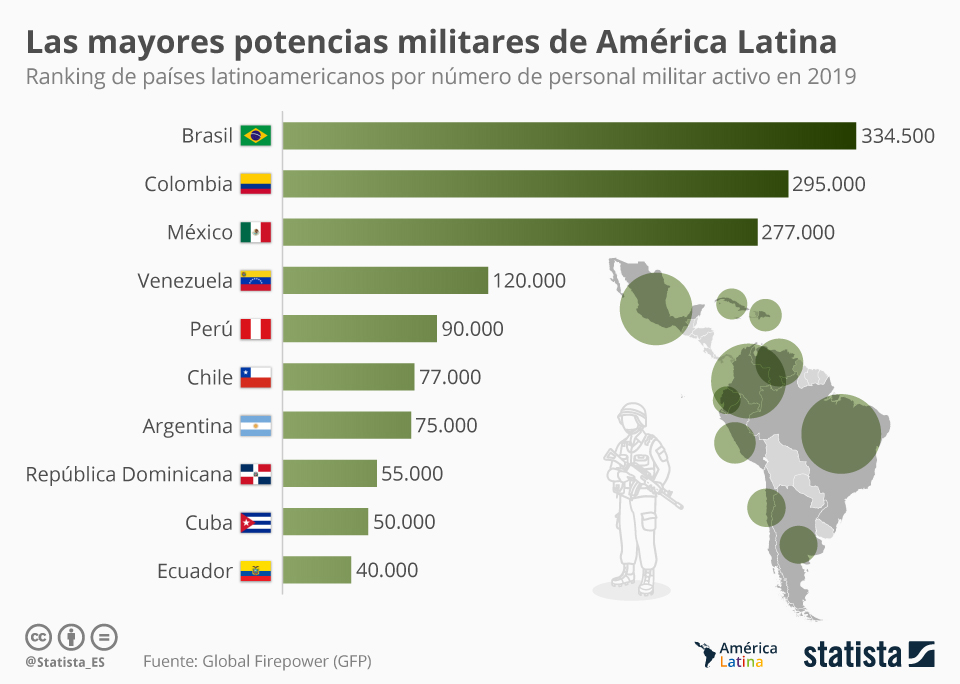 Las mayores potencias militares de América Latina
Ranking de países latinoamericanos por número de personal militar activo en 2019
Brasil 334.500
Colombia 295.000
México 277.000
Venezuela 120.000
Perú 90.000
Chile 77.000
Argentina 75.000
República Dominicana 55.000
Cuba 50.000
Ecuador 40.000
cc
@Statista_ES
Fuente: Global Firepower (GFP)
América
Latina
statista